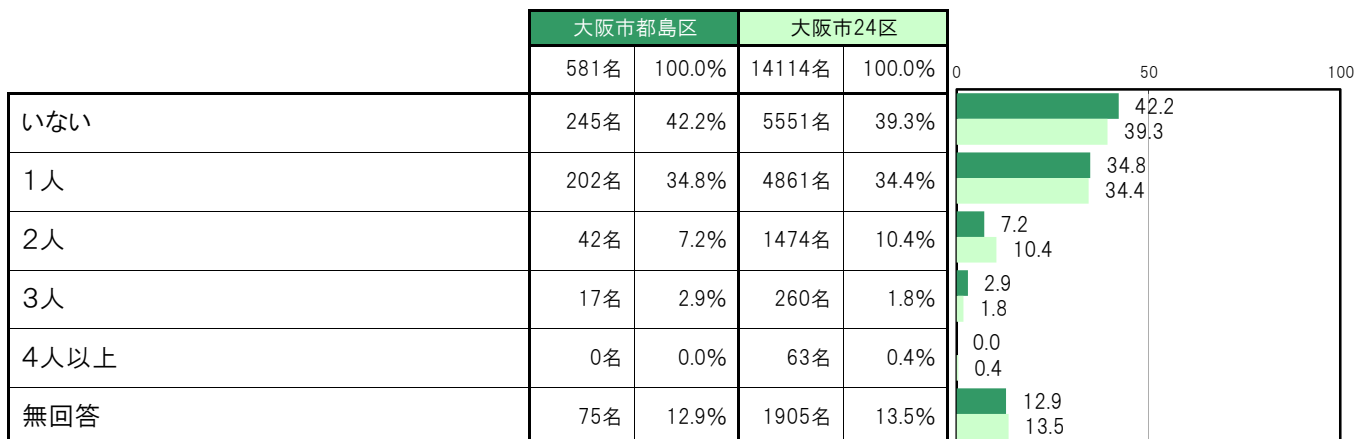 大阪市都島区 大阪市24区
581名 100.0% 14114名 100.0% 0 50 100
いない 245名 42.2% 5551名 39.3% 42.2
39.3
1人 202名 34.8% 4861名 34.4% 34.8
34.4
2人 42名 7.2% 1474名 10.4% 7.2
10.4
3人 17名 2.9% 260名 1.8% 2.9
1.8
4人以上 0名 0.0% 63名 0.4% 0.0
0.4
無回答 75名 12.9% 1905名 13.5% 12.9
13.5